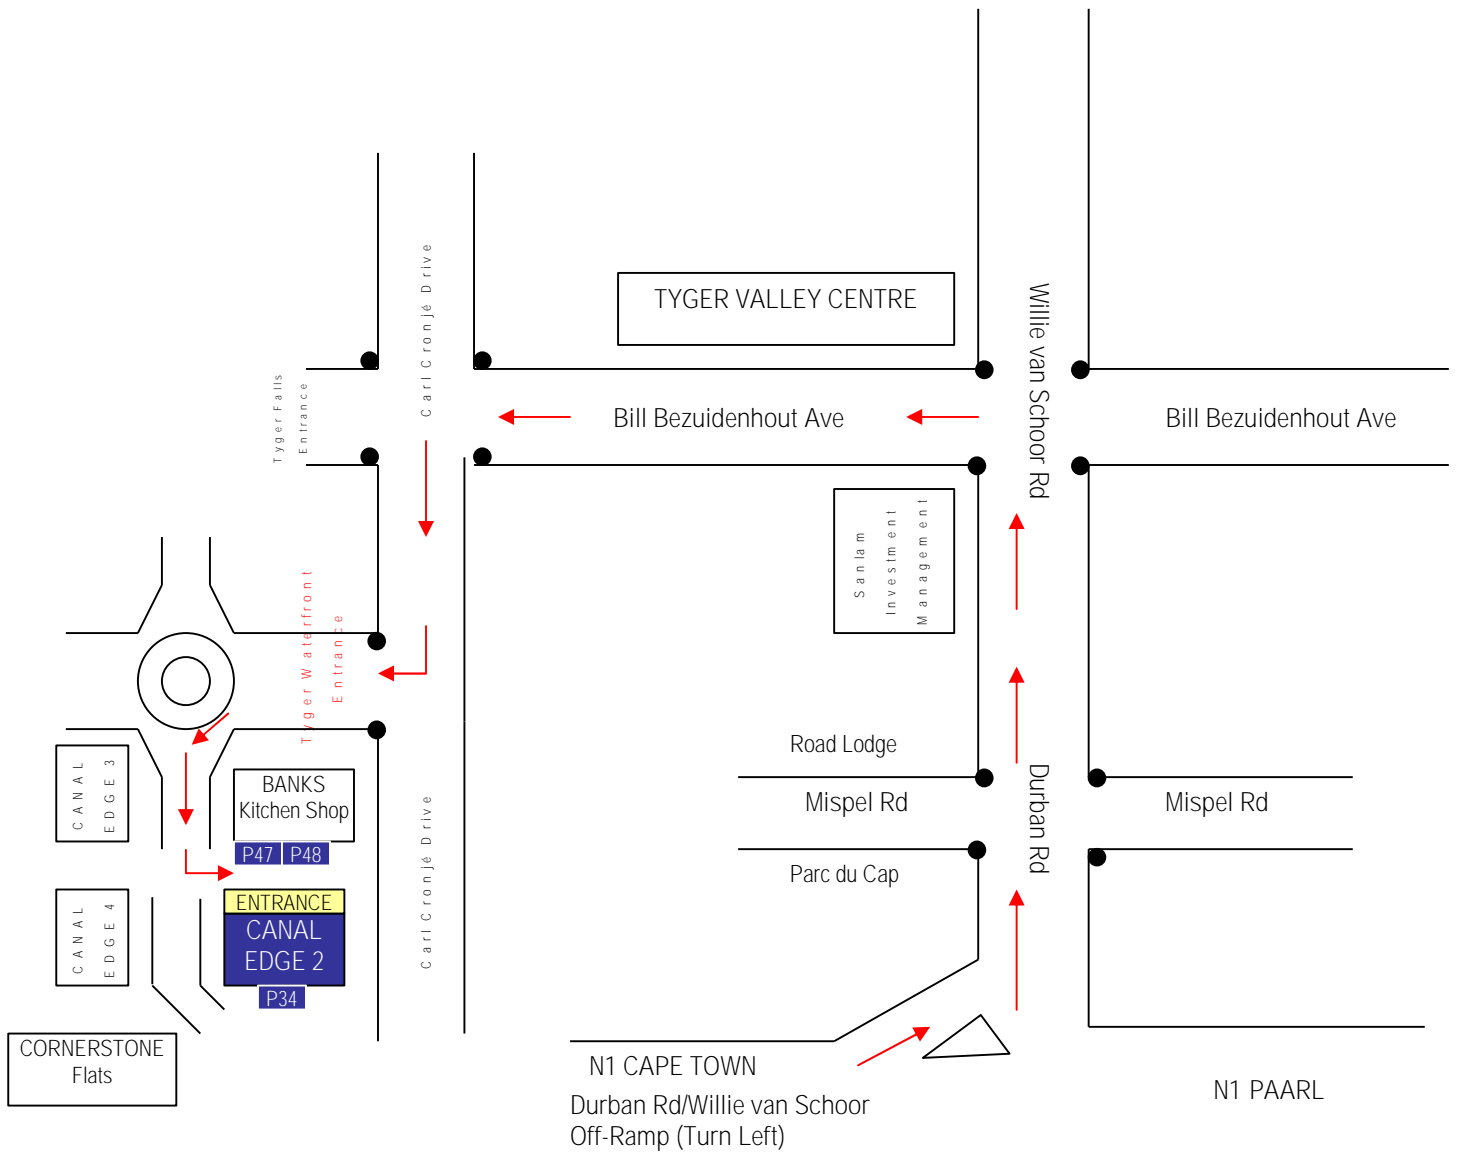 Carl Cronjé Drive
TYGER VALLEY CENTRE
Willie van Schoor Rd
Tyger Falls
Entrance
Bill Bezuidenhout Ave
Bill Bezuidenhout Ave
Sanlam
Investment
Management
Tyger Waterfront
Entrance
Road Lodge
Mispel Rd
Durban Rd
Mispel Rd
Parc du Cap
CANAL
EDGE 3
BANKS
Kitchen Shop
P47
P48
Carl Cronjé Drive
CANAL
EDGE 4
ENTRANCE
CANAL
EDGE 2
P34
CORNERSTONE
Flats
N1 CAPE TOWN
Durban Rd/Willie van Schoor
Off-Ramp (Turn Left)
N1 PAARL